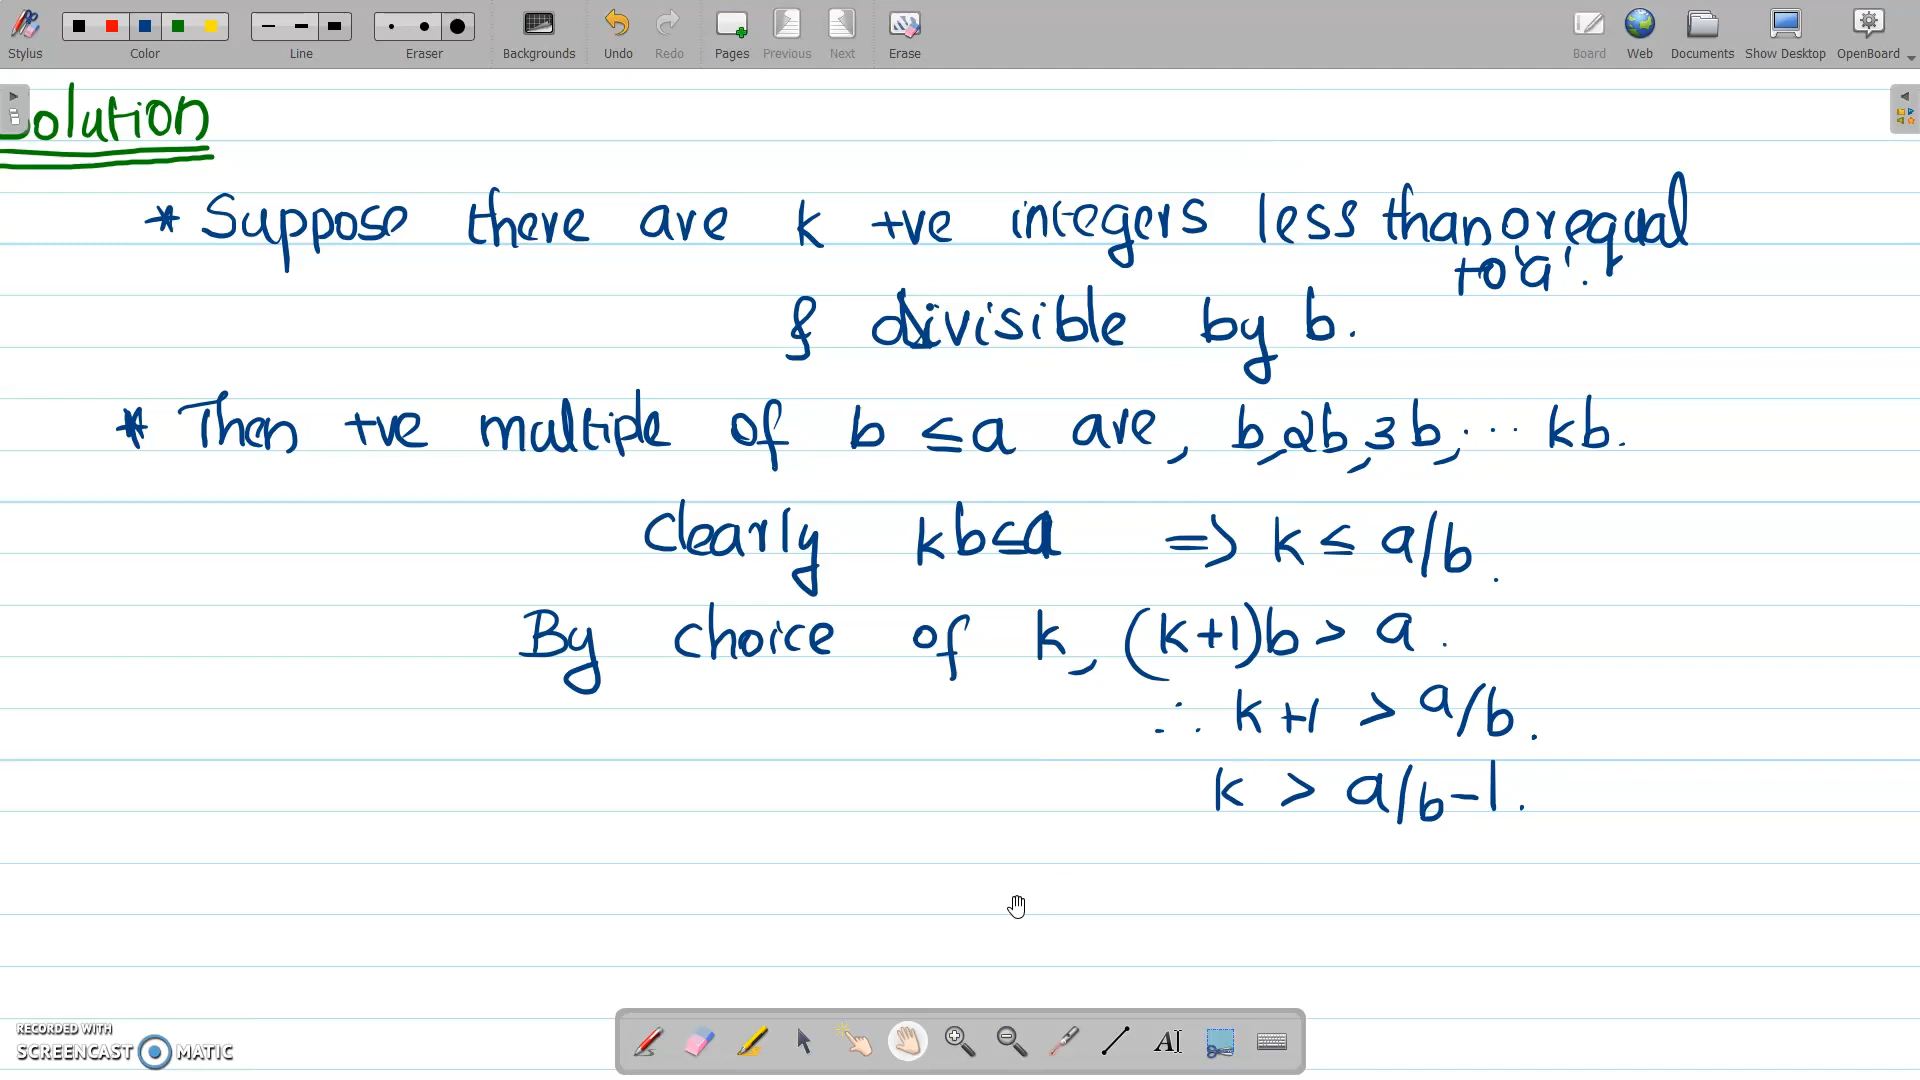 Stylus
Color
Line
Eraser
Backgrounds
Undo
Redo
Pages
Previous
Next
Erase
Board
Web
Documents
Show Desktop
OpenBoard
Solution
* Suppose there are k +ve integers less than or equal
to 'a'.
& divisible by b.
* Then +ve multiple of b ≤ a are, b, 2b, 3b, ... kb.
Clearly kb ≤ a => k ≤ a/b.
By choice of k, (k+1)b > a.
∴ k+1 > a/b.
k > a/b-1.
RECORDED WITH
SCREENCAST MATIC